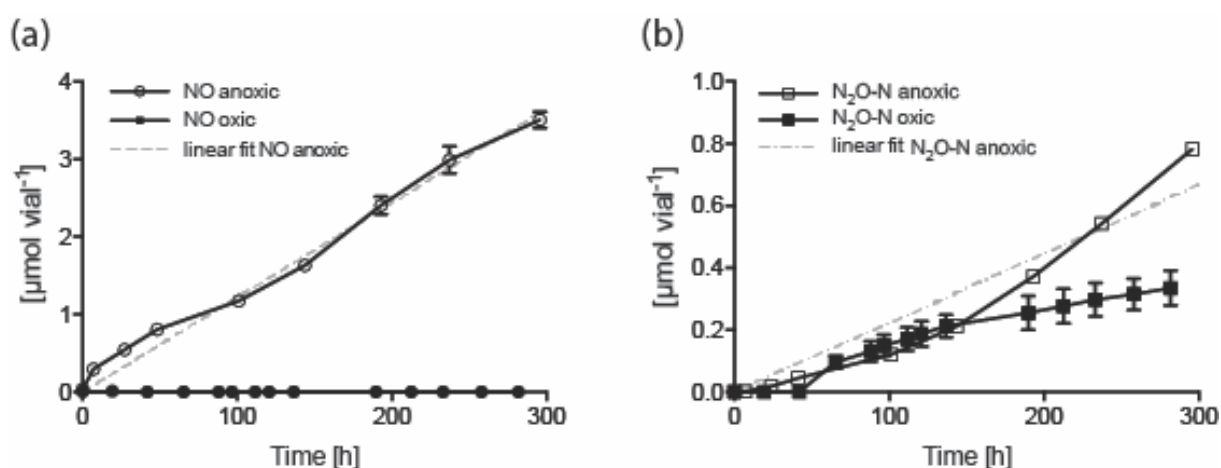 (a)
4
3
2
1
0
[µmol vial⁻¹]
NO anoxic
NO oxic
linear fit NO anoxic
0
100
200
300
Time [h]
(b)
1.0
0.8
0.6
0.4
0.2
0.0
[µmol vial⁻¹]
N₂O-N anoxic
N₂O-N oxic
linear fit N₂O-N anoxic
0
100
200
300
Time [h]